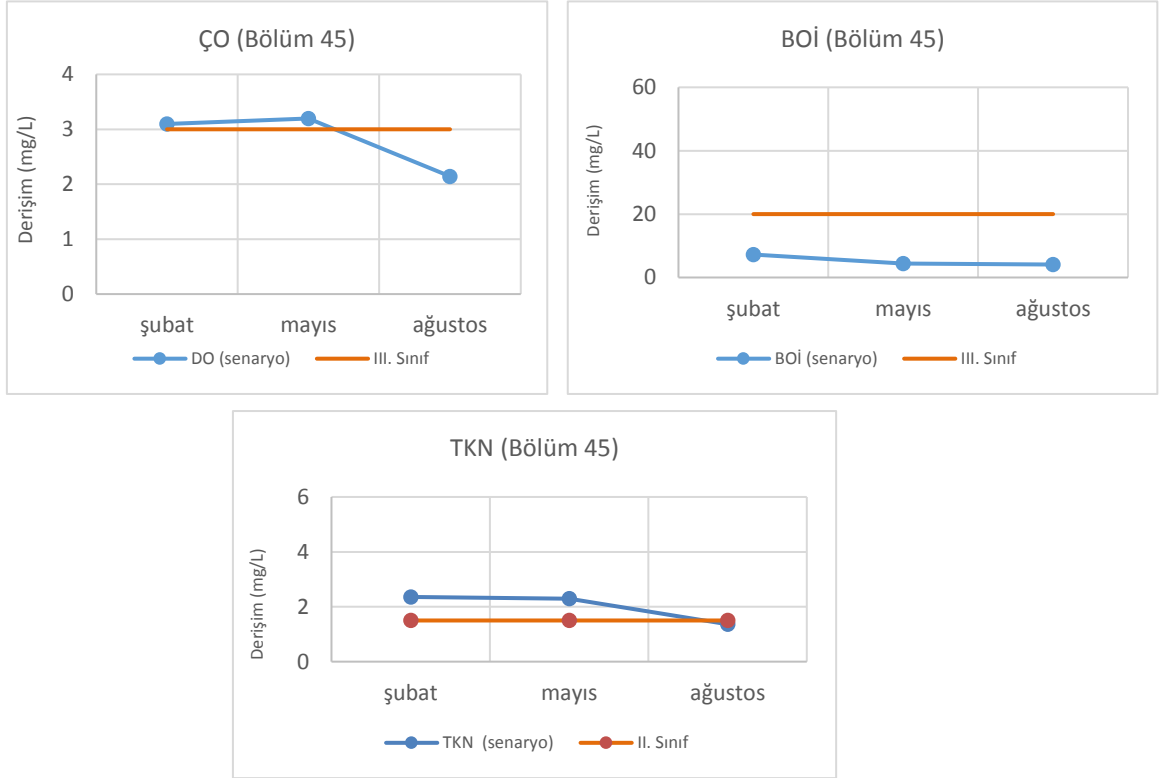 ÇO (Bölüm 45)
Derişim (mg/L)
4
3
2
1
0
şubat mayıs ağustos
DO (senaryo) III. Sınıf
BOİ (Bölüm 45)
Derişim (mg/L)
60
40
20
0
şubat mayıs ağustos
BOİ (senaryo) III. Sınıf
TKN (Bölüm 45)
Derişim (mg/L)
6
4
2
0
şubat mayıs ağustos
TKN (senaryo) II. Sınıf